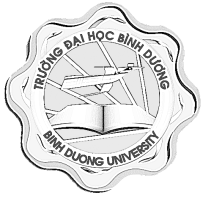 TRƯỜNG ĐẠI HỌC BÌNH DƯƠNG
BINH DUONG UNIVERSITY